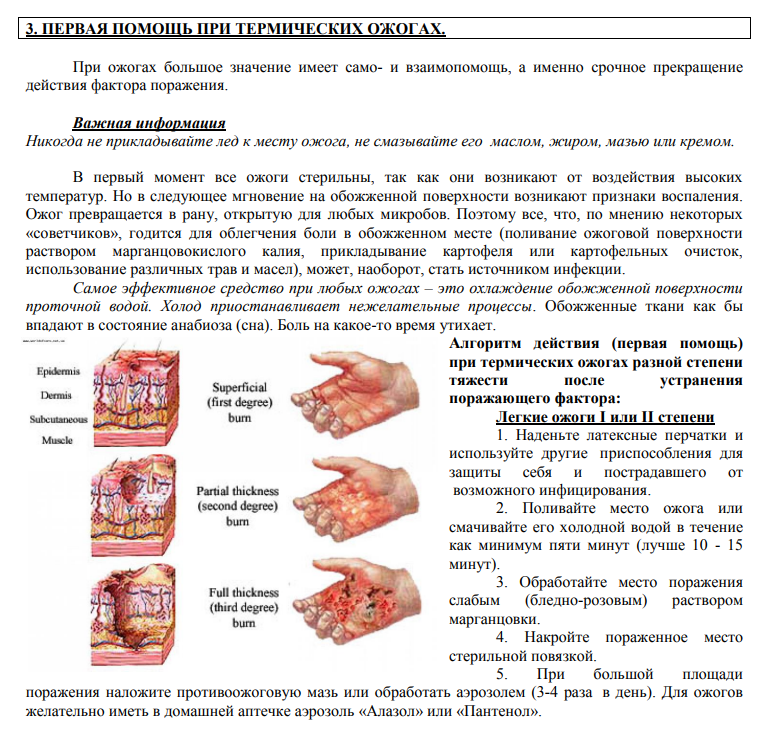 3. ПЕРВАЯ ПОМОЩЬ ПРИ ТЕРМИЧЕСКИХ ОЖОГАХ.
При ожогах большое значение имеет само- и взаимопомощь, а именно срочное прекращение
действия фактора поражения.
Важная информация
Никогда не прикладывайте лед к месту ожога, не смазывайте его маслом, жиром, мазью или кремом.
В первый момент все ожоги стерильны, так как они возникают от воздействия высоких
температур. Но в следующее мгновение на обожженной поверхности возникают признаки воспаления.
Ожог превращается в рану, открытую для любых микробов. Поэтому все, что, по мнению некоторых
«советчиков», годится для облегчения боли в обожженном месте (поливание ожоговой поверхности
раствором марганцовокислого калия, прикладывание картофеля или картофельных очисток,
использование различных трав и масел), может, наоборот, стать источником инфекции.
Самое эффективное средство при любых ожогах – это охлаждение обожженной поверхности
проточной водой. Холод приостанавливает нежелательные процессы. Обожженные ткани как бы
впадают в состояние анабиоза (сна). Боль на какое-то время утихает.
Epidermis
Dermis
Subcutaneous
Muscle
Superficial
(first degree)
burn
Partial thickness
(second degree)
burn
Full thickness
(third degree)
burn
Алгоритм действия (первая помощь)
при термических ожогах разной степени
тяжести после устранения
поражающего фактора:
Легкие ожоги I или II степени
1. Наденьте латексные перчатки и
используйте другие приспособления для
защиты себя и пострадавшего от
возможного инфицирования.
2. Поливайте место ожога или
смачивайте его холодной водой в течение
как минимум пяти минут (лучше 10 - 15
минут).
3. Обработайте место поражения
слабым (бледно-розовым) раствором
марганцовки.
4. Накройте пораженное место
стерильной повязкой.
5. При большой площади
поражения наложите противоожоговую мазь или обработать аэрозолем (3-4 раза в день). Для ожогов
желательно иметь в домашней аптечке аэрозоль «Алазол» или «Пантенол».